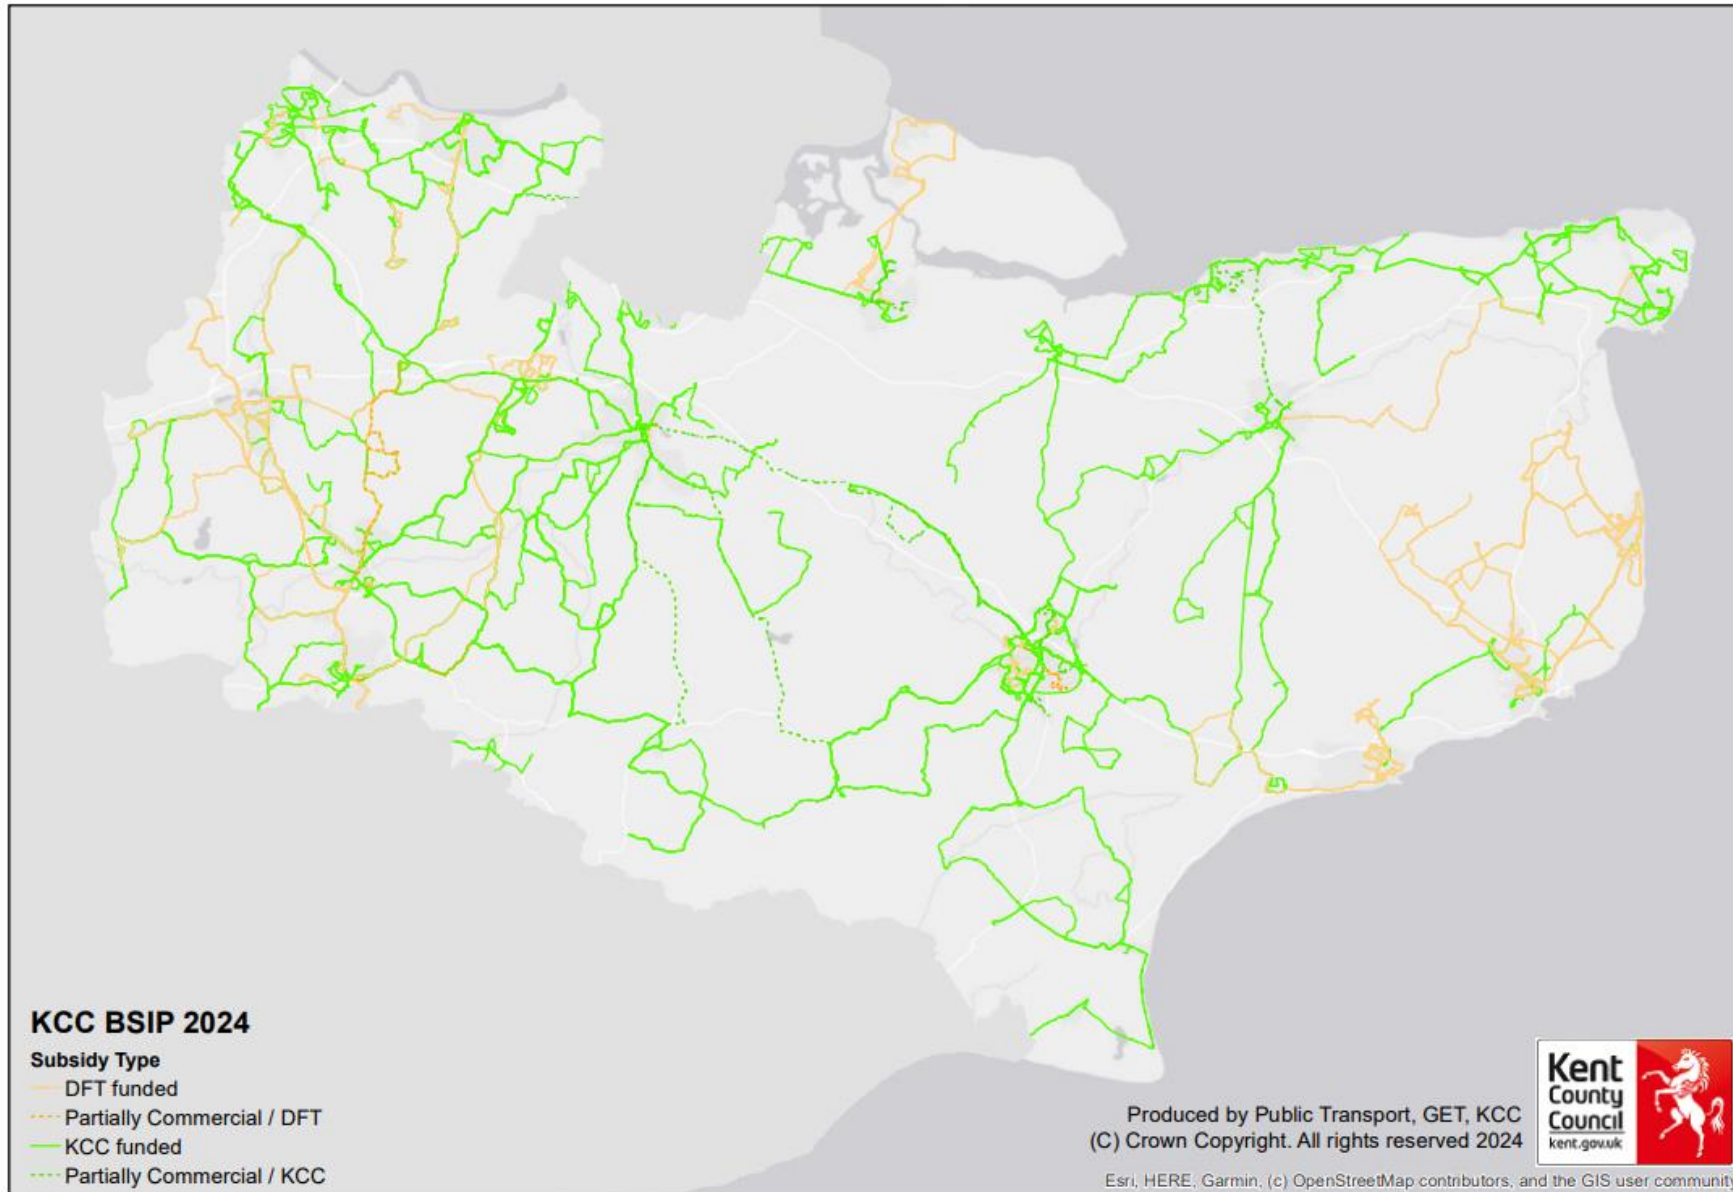 KCC BSIP 2024
Subsidy Type
DFT funded
Partially Commercial / DFT
KCC funded
Partially Commercial / KCC
Produced by Public Transport, GET, KCC
(C) Crown Copyright. All rights reserved 2024
Kent
County
Council
kent.gov.uk
Esri, HERE, Garmin, (c) OpenStreetMap contributors, and the GIS user communit